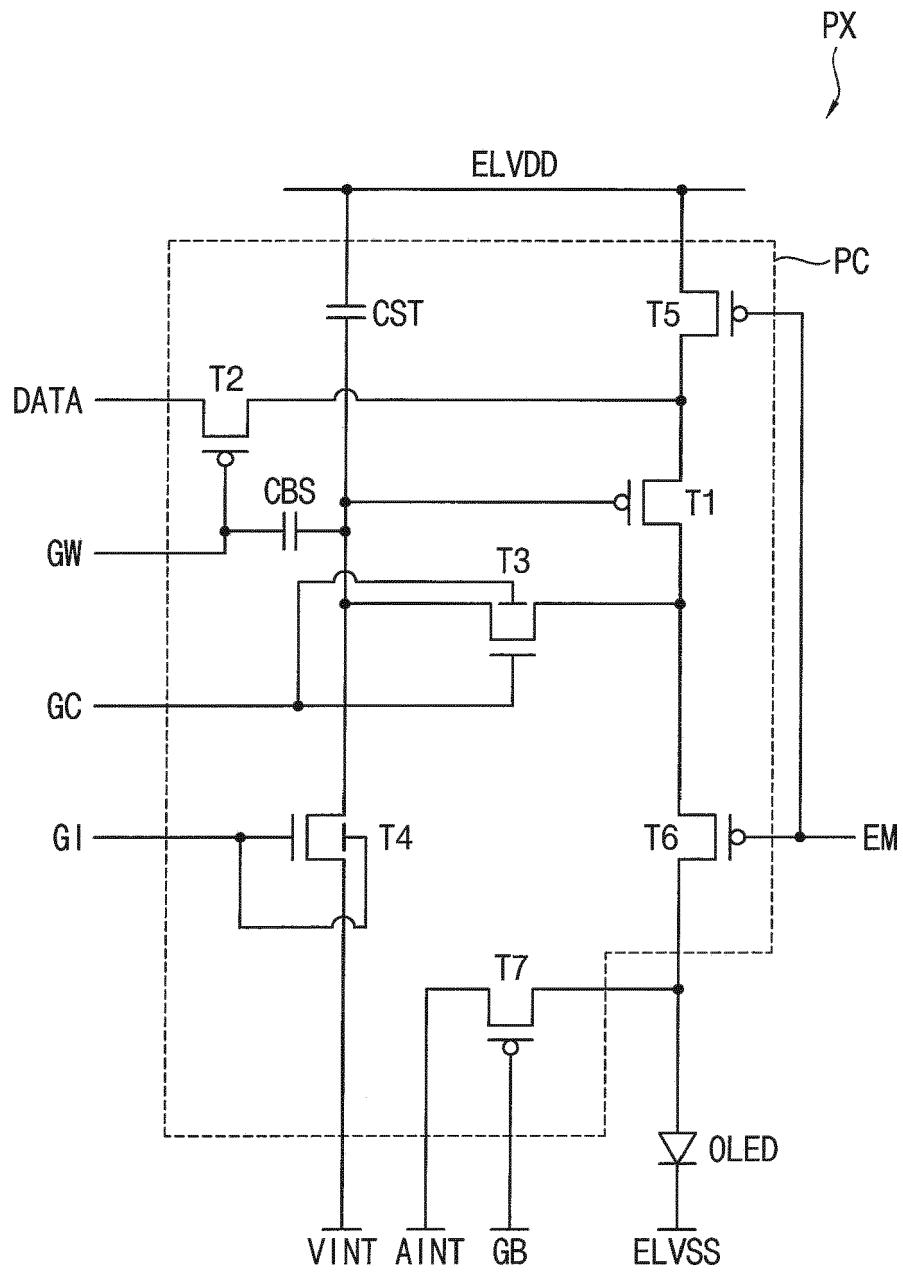 PX
ELVDD
PC
CST
T5
T2
DATA
CBS
T1
GW
T3
GC
GI
T4
T6
EM
T7
OLED
VINT
AINT
GB
ELVSS